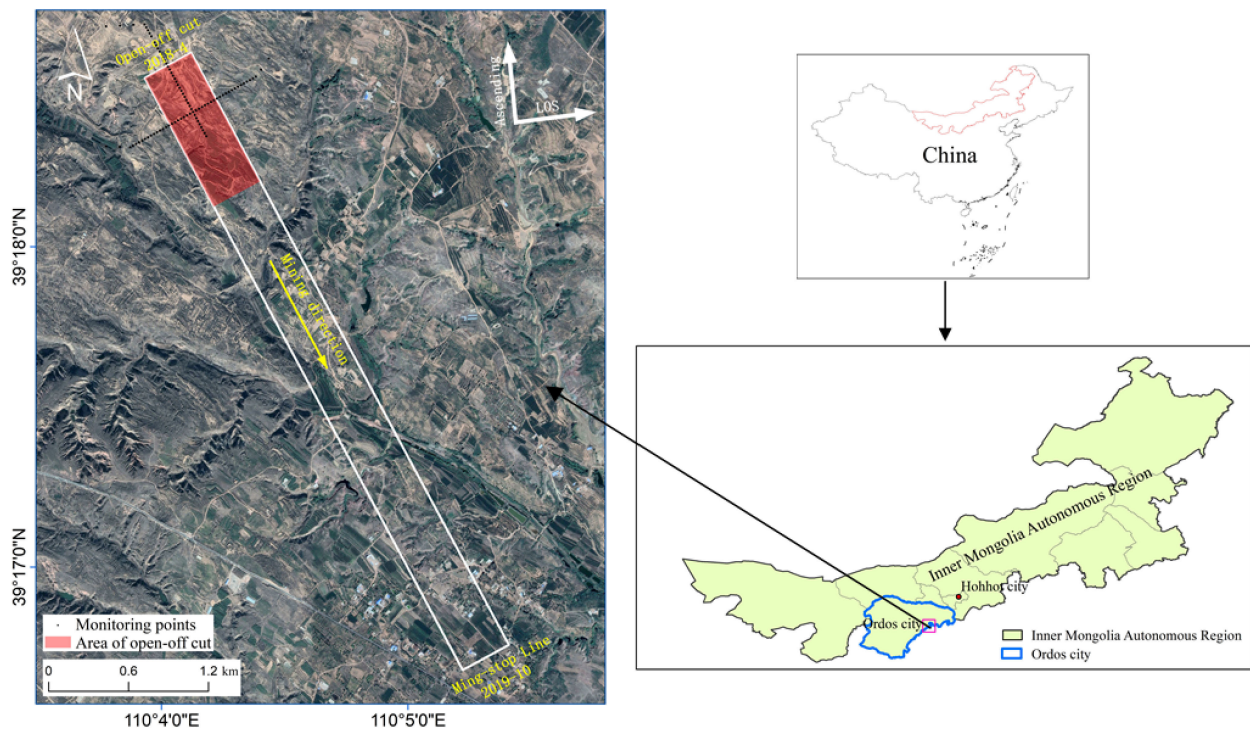 Open-off cut
2018-4
N
Ascending
LOS
Mining direction
Ming-stop Line
2019-10
39°18'0"N
39°17'0"N
110°4'0"E
110°5'0"E
Monitoring points
Area of open-off cut
0 0.6 1.2 km
China
Inner Mongolia Autonomous Region
Hohhot city
Ordos city
Inner Mongolia Autonomous Region
Ordos city